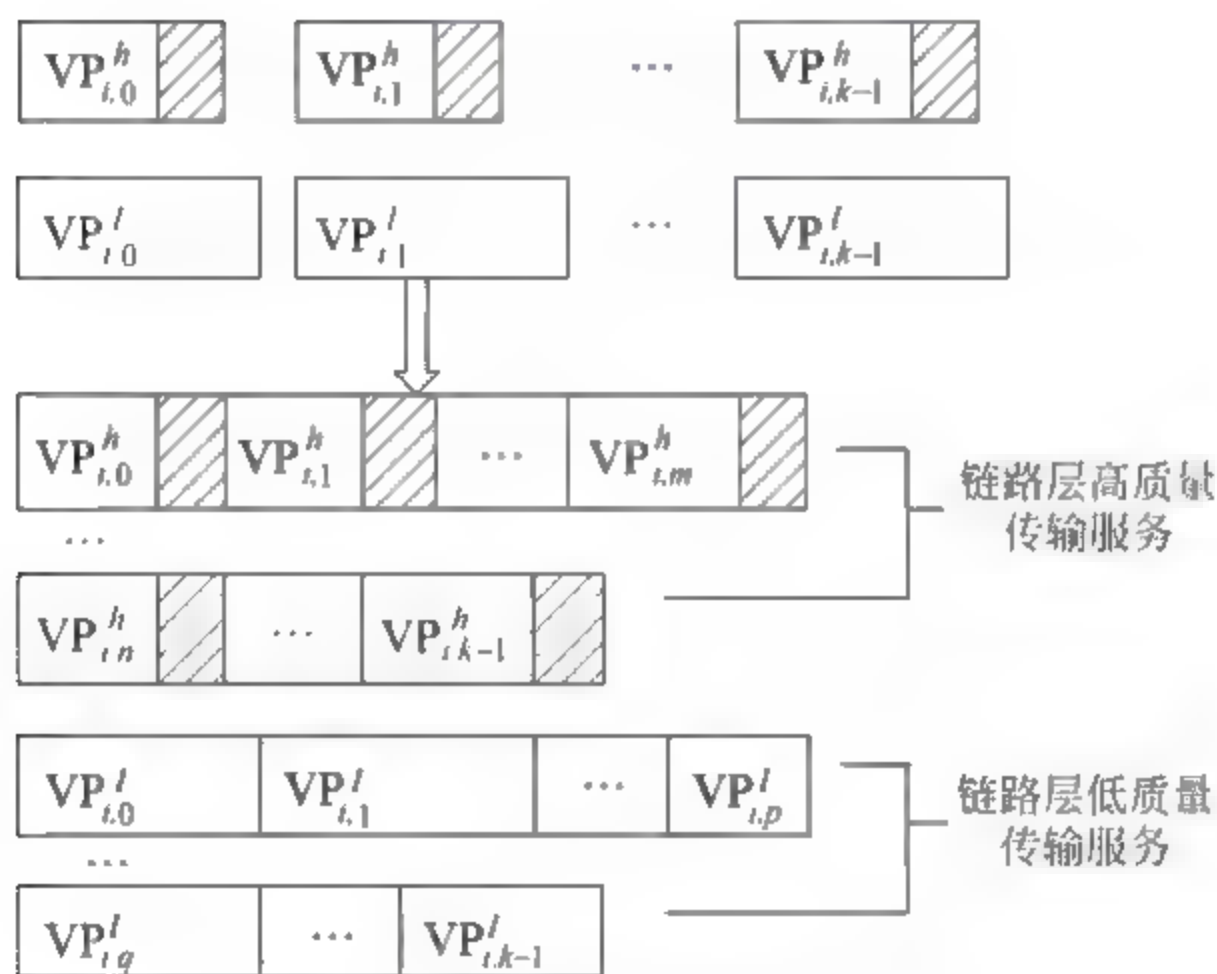 VP^h_{i,0} VP^h_{i,1} … VP^h_{i,k-1}
VP^l_{i,0} VP^l_{i,1} … VP^l_{i,k-1}
VP^h_{i,0} VP^h_{i,1} … VP^h_{i,m}
链路层高质量
传输服务
…
VP^h_{i,n} … VP^h_{i,k-1}
VP^l_{i,0} VP^l_{i,1} … VP^l_{i,p}
链路层低质量
传输服务
…
VP^l_{i,q} … VP^l_{i,k-1}